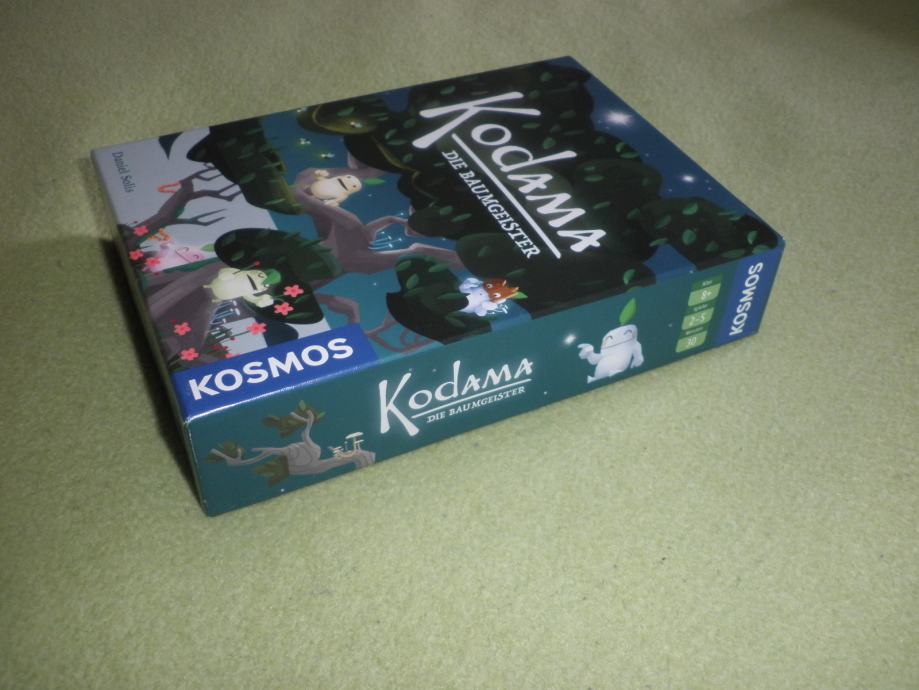 Daniel Solis
KODAMA
DIE BAUMGEISTER
KOSMOS
KODAMA
DIE BAUMGEISTER
8+
2-5
30
KOSMOS